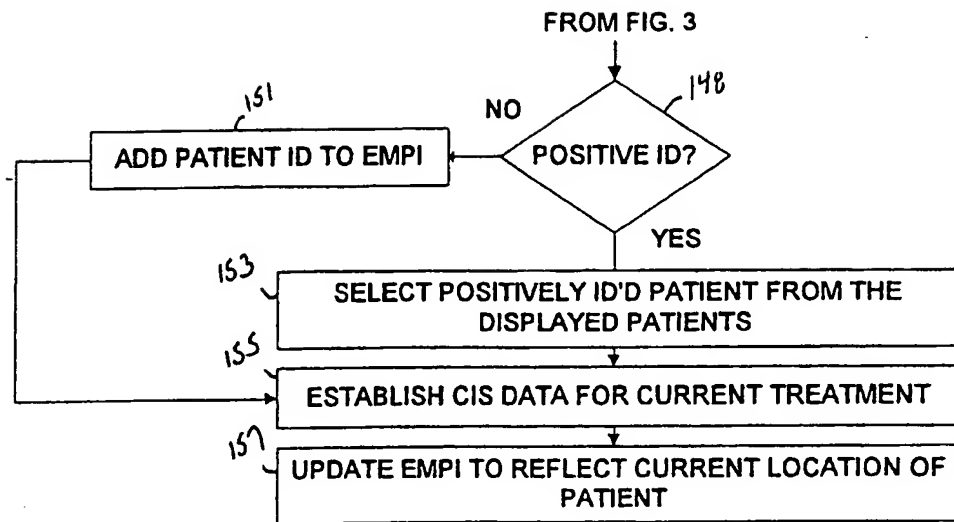 FROM FIG. 3
148
NO
151
ADD PATIENT ID TO EMPI
POSITIVE ID?
YES
153
SELECT POSITIVELY ID'D PATIENT FROM THE
DISPLAYED PATIENTS
155
ESTABLISH CIS DATA FOR CURRENT TREATMENT
157
UPDATE EMPI TO REFLECT CURRENT LOCATION OF
PATIENT